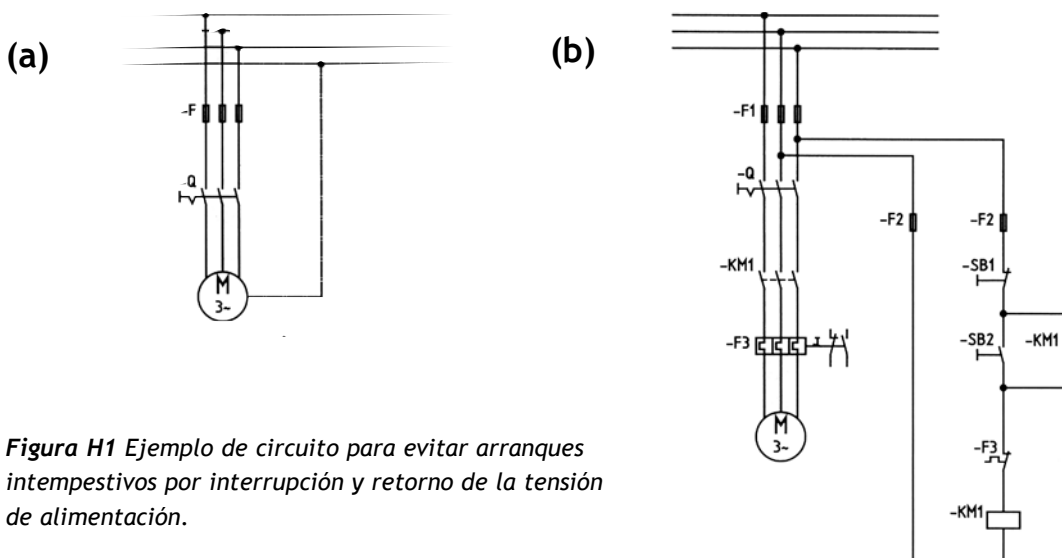 (a)
-F
-Q
M
3~
(b)
-F1
-Q
-F2
-F2
-KM1
-SB1
-SB2
-KM1
-F3
M
3~
-F3
-KM1
Figura H1 Ejemplo de circuito para evitar arranques
intempestivos por interrupción y retorno de la tensión
de alimentación.